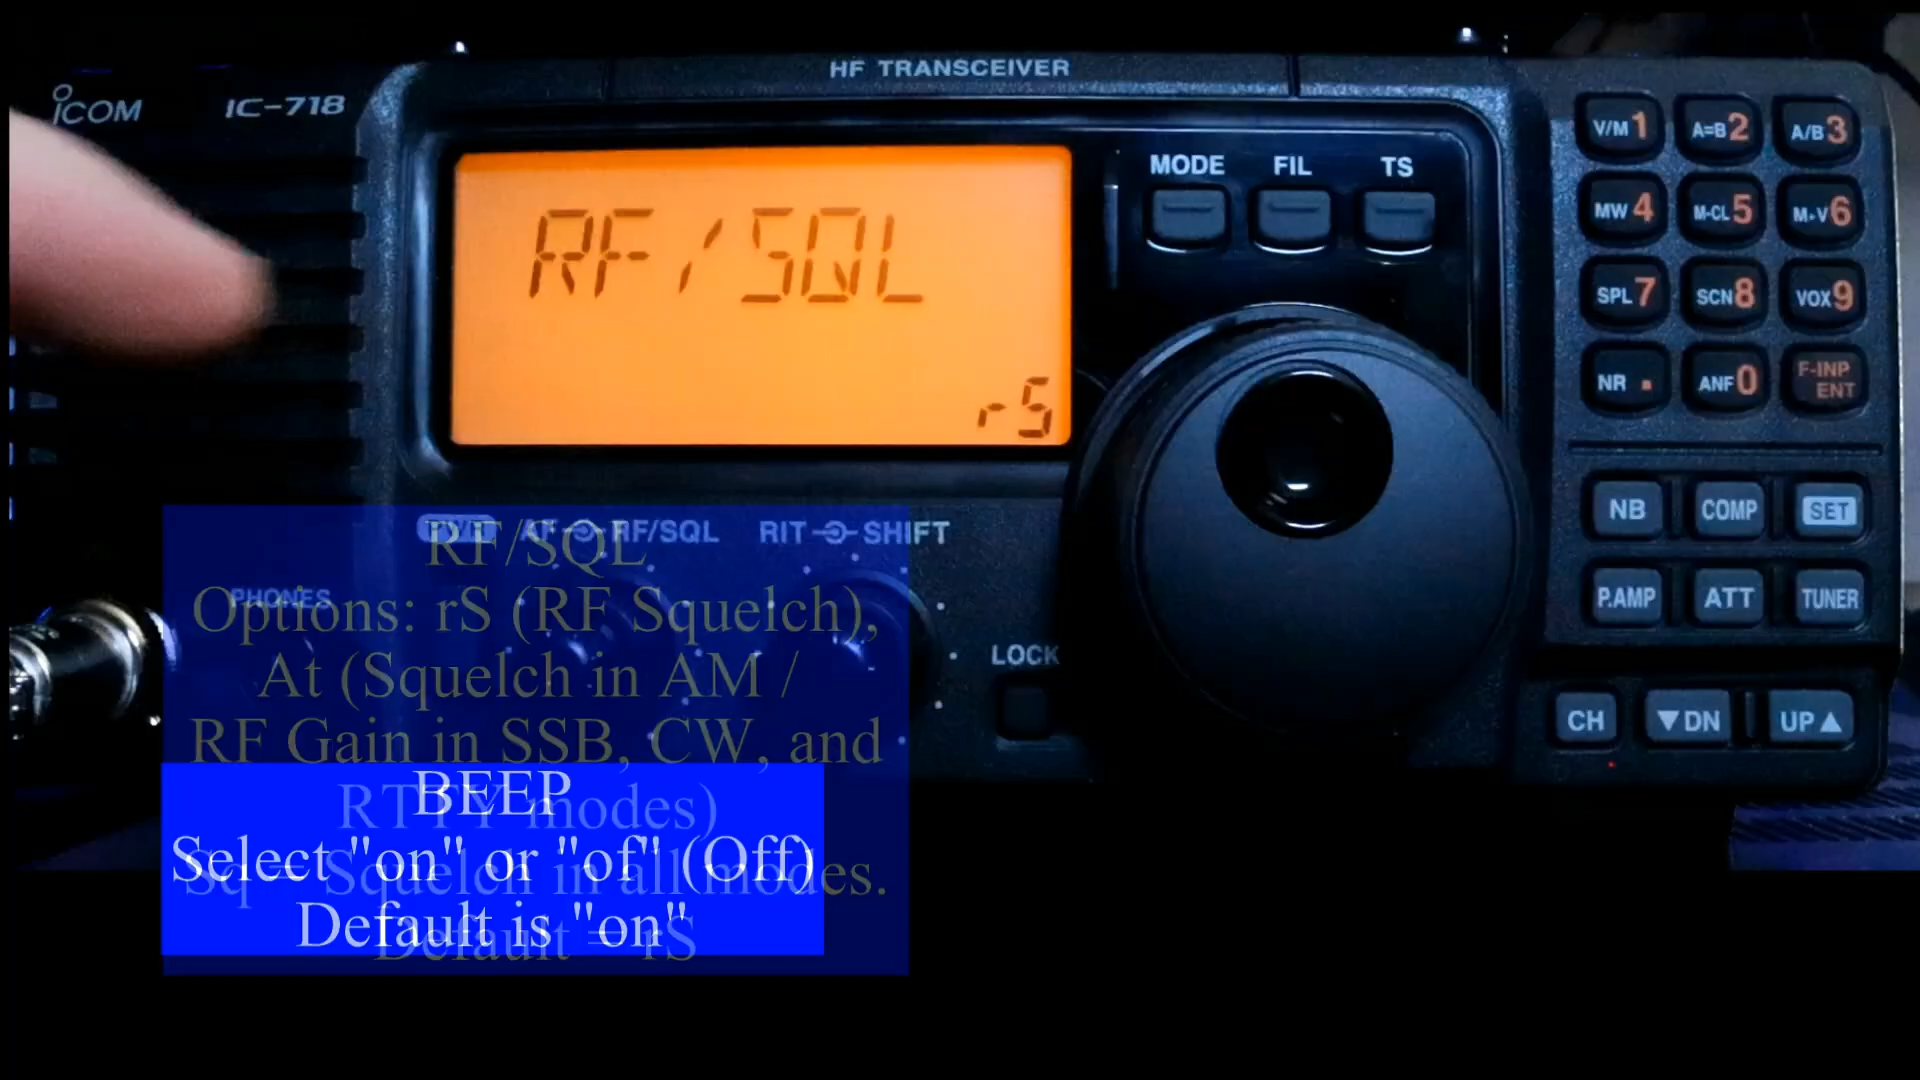 HF TRANSCEIVER
ICOM IC-718
MODE FIL TS
RF/SQL
rS
V/M 1 A=B 2 A/B 3
MW 4 M-CL 5 M▸V 6
SPL 7 SCN 8 VOX 9
NR . ANF 0 F-INP ENT
NB COMP SET
P.AMP ATT TUNER
CH ▼DN UP▲
PWR AF RF/SQL RIT SHIFT
PHONES
LOCK
RF/SQL
Options: rS (RF Squelch),
At (Squelch in AM /
RF Gain in SSB, CW, and
RTTY modes)
Sq = Squelch in all modes.
Default = rS
BEEP
Select "on" or "of" (Off)
Default is "on"